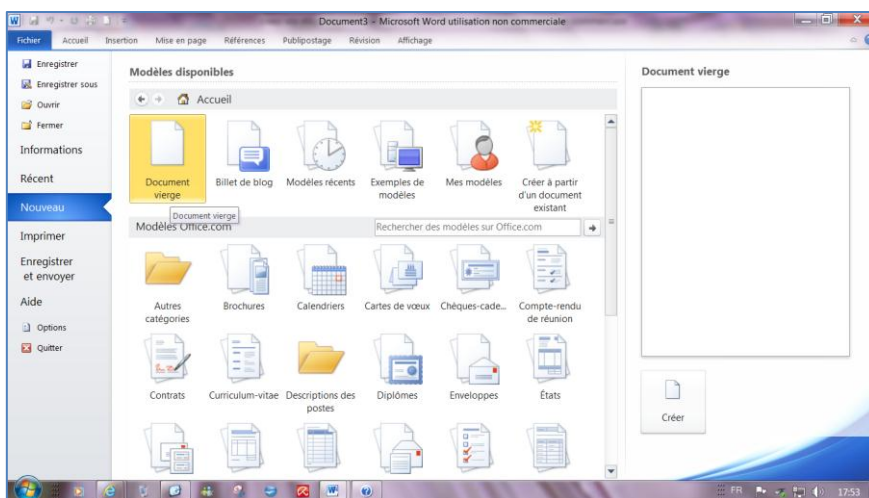 Document3 - Microsoft Word utilisation non commerciale
Fichier Accueil Insertion Mise en page Références Publipostage Révision Affichage
Enregistrer
Enregistrer sous
Ouvrir
Fermer
Informations
Récent
Nouveau
Imprimer
Enregistrer
et envoyer
Aide
Options
Quitter
Modèles disponibles
Accueil
Document
vierge
Billet de blog
Modèles récents
Exemples de
modèles
Mes modèles
Créer à partir
d'un document
existant
Document vierge
Modèles Office.com
Rechercher des modèles sur Office.com
Autres
catégories
Brochures
Calendriers
Cartes de vœux
Chèques-cade...
Compte-rendu
de réunion
Contrats
Curriculum-vitae
Descriptions des
postes
Diplômes
Enveloppes
États
Document vierge
Créer
FR
17:53